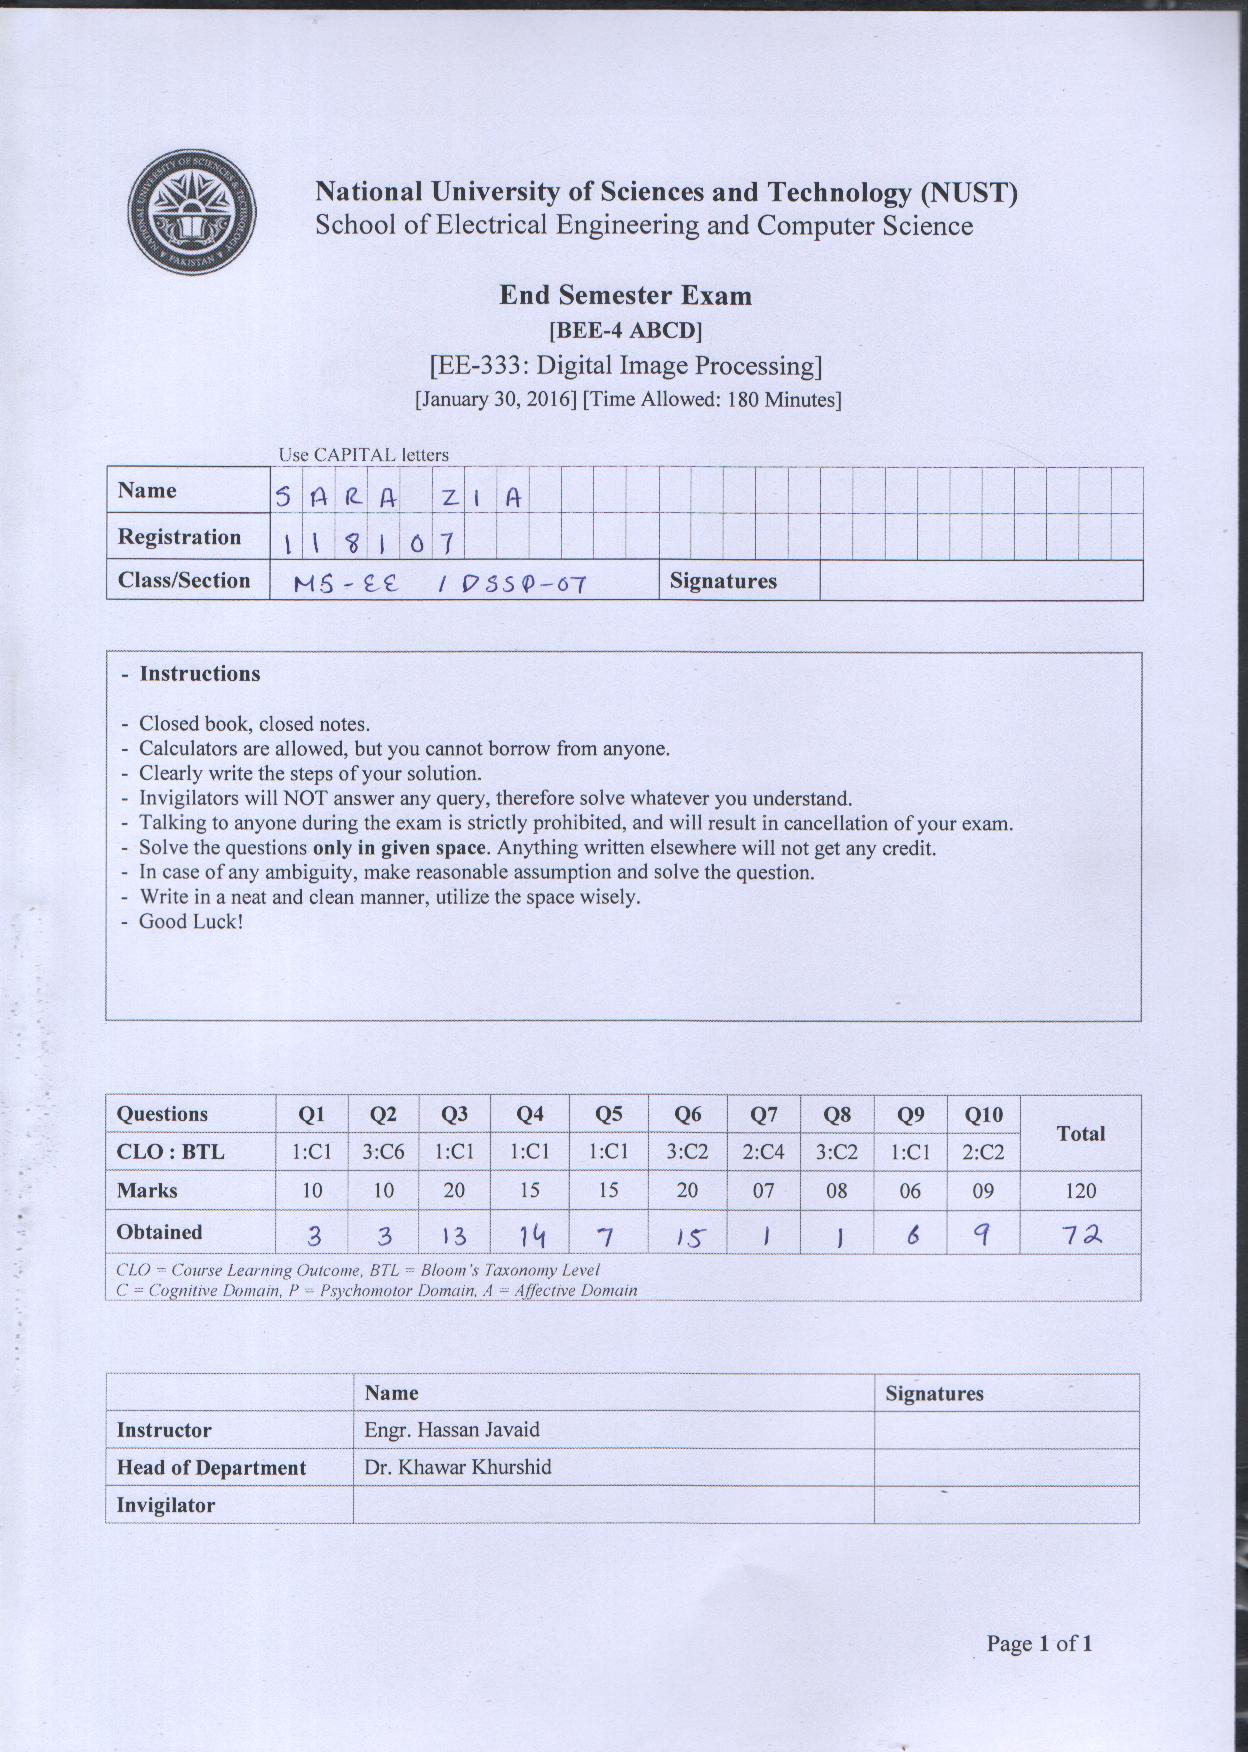 NATIONAL UNIVERSITY OF SCIENCES & TECHNOLOGY
PAKISTAN
National University of Sciences and Technology (NUST)
School of Electrical Engineering and Computer Science
End Semester Exam
[BEE-4 ABCD]
[EE-333: Digital Image Processing]
[January 30, 2016] [Time Allowed: 180 Minutes]
Use CAPITAL letters
Name SARA ZIA
Registration 118107
Class/Section MS-EE / DSSP-07 Signatures
- Instructions
- Closed book, closed notes.
- Calculators are allowed, but you cannot borrow from anyone.
- Clearly write the steps of your solution.
- Invigilators will NOT answer any query, therefore solve whatever you understand.
- Talking to anyone during the exam is strictly prohibited, and will result in cancellation of your exam.
- Solve the questions only in given space. Anything written elsewhere will not get any credit.
- In case of any ambiguity, make reasonable assumption and solve the question.
- Write in a neat and clean manner, utilize the space wisely.
- Good Luck!
Questions Q1 Q2 Q3 Q4 Q5 Q6 Q7 Q8 Q9 Q10 Total
CLO : BTL 1:C1 3:C6 1:C1 1:C1 1:C1 3:C2 2:C4 3:C2 1:C1 2:C2
Marks 10 10 20 15 15 20 07 08 06 09 120
Obtained 3 3 13 14 7 15 1 1 6 9 72
CLO = Course Learning Outcome, BTL = Bloom's Taxonomy Level
C = Cognitive Domain, P = Psychomotor Domain, A = Affective Domain
Name Signatures
Instructor Engr. Hassan Javaid
Head of Department Dr. Khawar Khurshid
Invigilator
Page 1 of 1